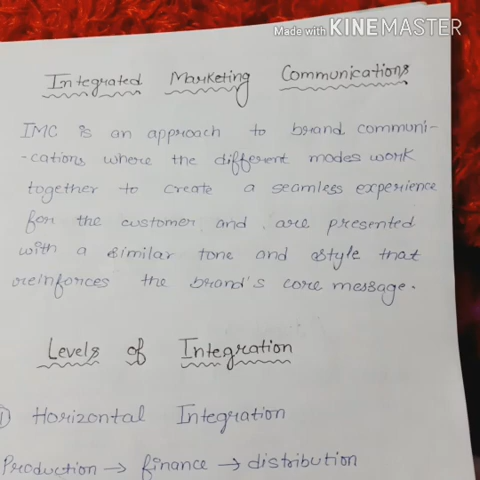 Made with KINEMASTER
Integrated Marketing Communications
IMC is an approach to brand communi-
-cations where the different modes work
together to create a seamless experience
for the customer and are presented
with a similar tone and style that
reinforces the brand's core message.
Levels of Integration
1) Horizontal Integration
Production → finance → distribution